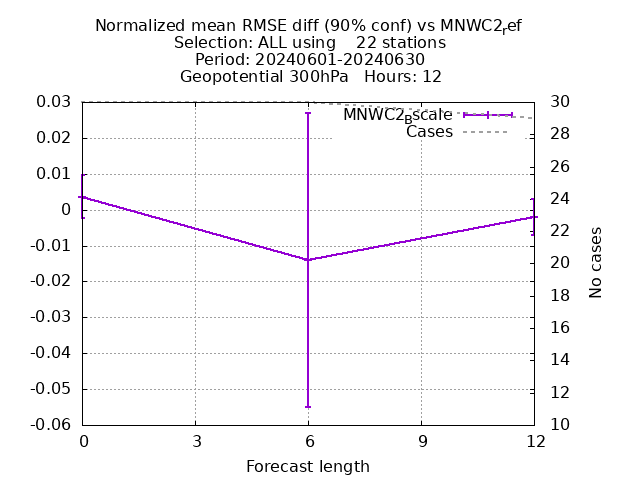 Normalized mean RMSE diff (90% conf) vs MNWC2_ref
Selection: ALL using    22 stations
Period: 20240601-20240630
Geopotential 300hPa   Hours: 12
MNWC2_Bscale
Cases
0.03
0.02
0.01
0
-0.01
-0.02
-0.03
-0.04
-0.05
-0.06
30
28
26
24
22
20
18
16
14
12
10
No cases
0 3 6 9 12
Forecast length